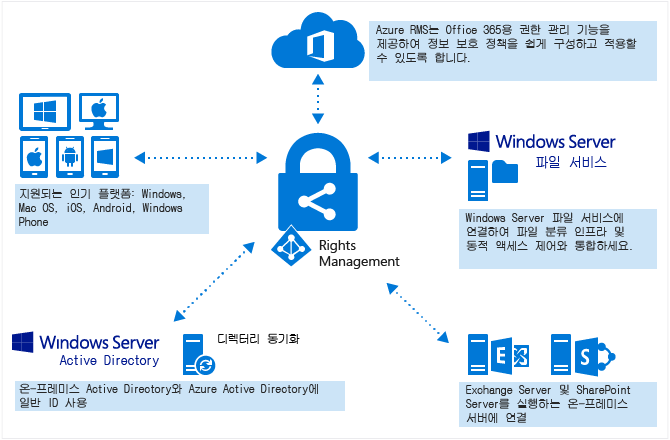 Azure RMS는 Office 365용 권한 관리 기능을
제공하여 정보 보호 정책을 쉽게 구성하고 적용할
수 있도록 합니다.
Windows Server
파일 서비스
지원되는 인기 플랫폼: Windows,
Mac OS, iOS, Android, Windows
Phone
Windows Server 파일 서비스에
연결하여 파일 분류 인프라 및
동적 액세스 제어와 통합하세요.
Rights
Management
Windows Server
Active Directory
디렉터리 동기화
E
S
온-프레미스 Active Directory와 Azure Active Directory에
일반 ID 사용
Exchange Server 및 SharePoint
Server를 실행하는 온-프레미스
서버에 연결